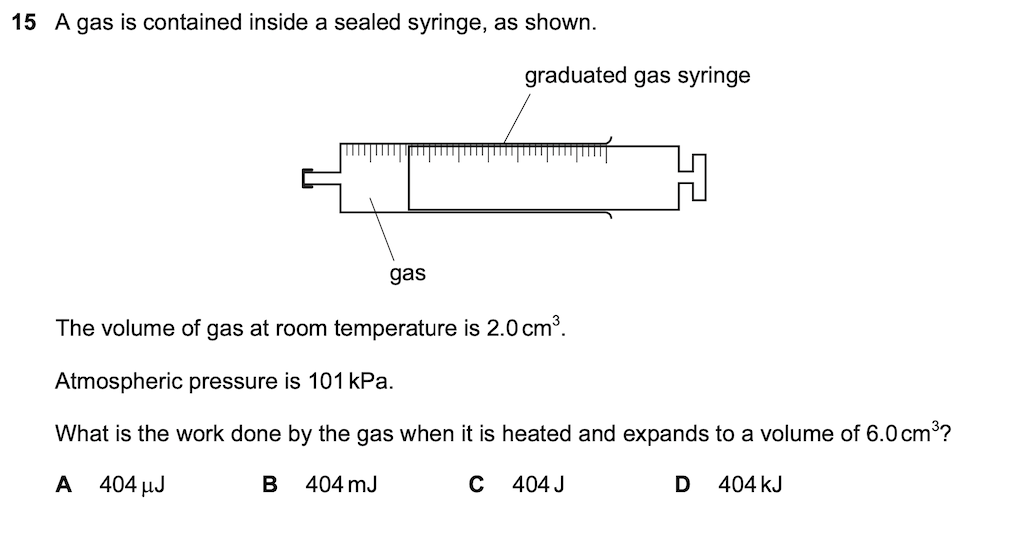 15 A gas is contained inside a sealed syringe, as shown.
graduated gas syringe
gas
The volume of gas at room temperature is 2.0 cm³.
Atmospheric pressure is 101 kPa.
What is the work done by the gas when it is heated and expands to a volume of 6.0 cm³?
A 404 μJ B 404 mJ C 404 J D 404 kJ